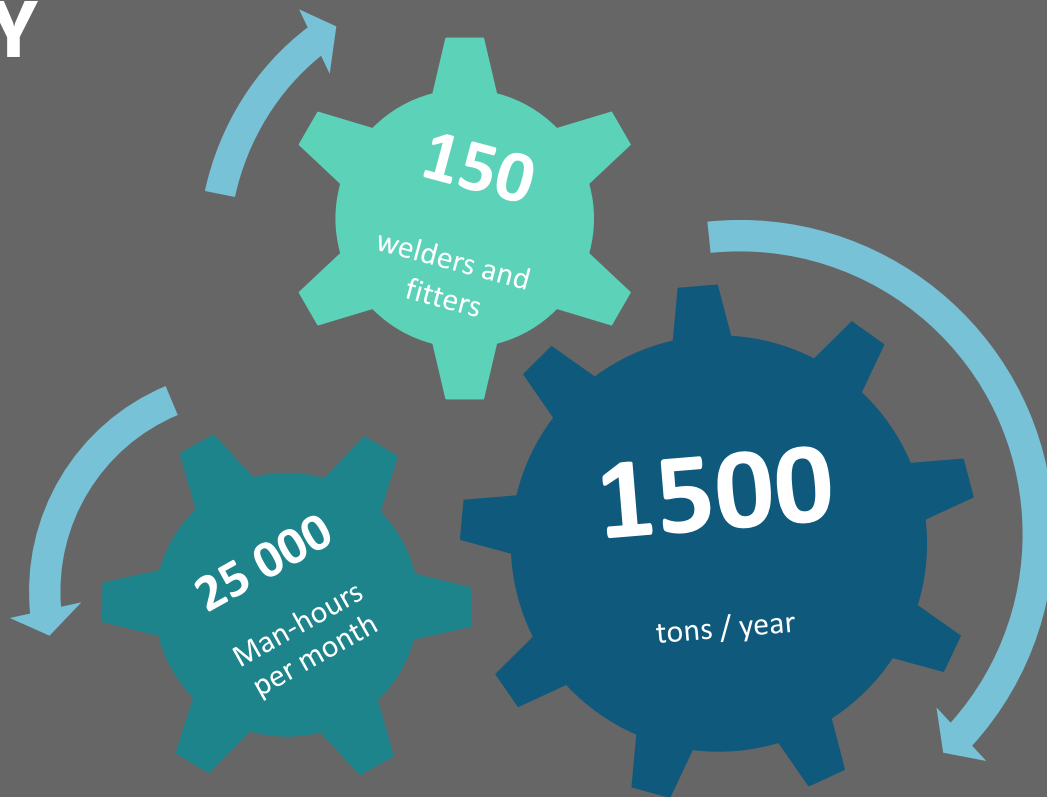 Y
150
welders and
fitters
1500
tons / year
25 000
Man-hours
per month